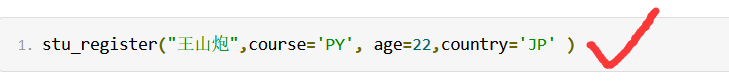 1. stu_register("王山炮",course='PY', age=22,country='JP' )